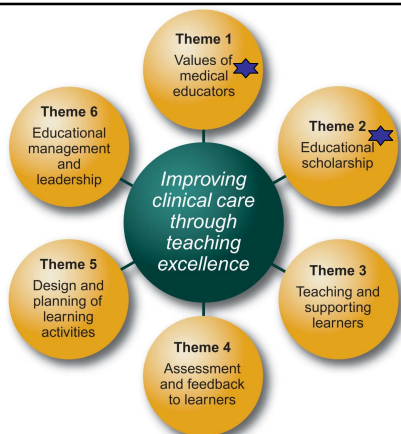 Theme 1
Values of
medical
educators
Theme 6
Educational
management
and
leadership
Theme 2
Educational
scholarship
Improving
clinical care
through
teaching
excellence
Theme 5
Design and
planning of
learning
activities
Theme 3
Teaching and
supporting
learners
Theme 4
Assessment
and feedback
to learners